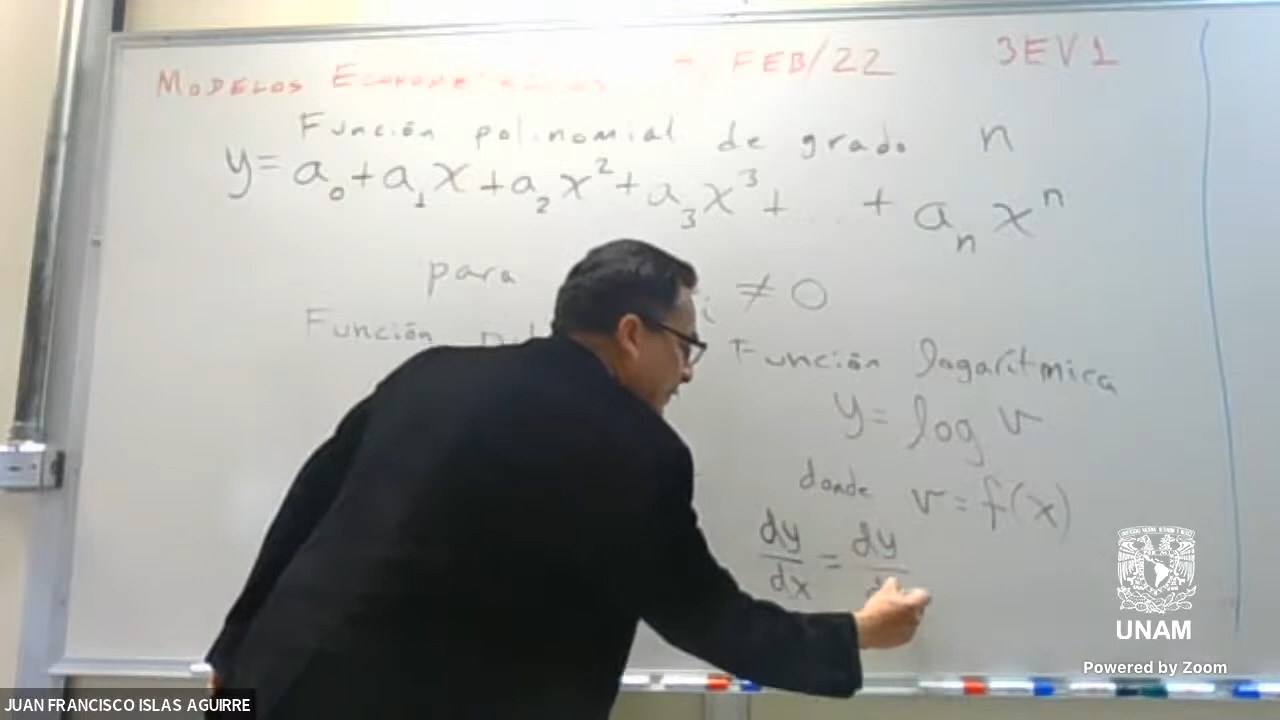 MODELOS FEB/22 3EV1
Función polinomial de grado n
y = a₀ + a₁x + a₂x² + a₃x³ + ... + aₙxⁿ
para i ≠ 0
Función
Función logarítmica
y = log v
donde v = f(x)
dy/dx = dy/
UNAM
Powered by Zoom
JUAN FRANCISCO ISLAS AGUIRRE